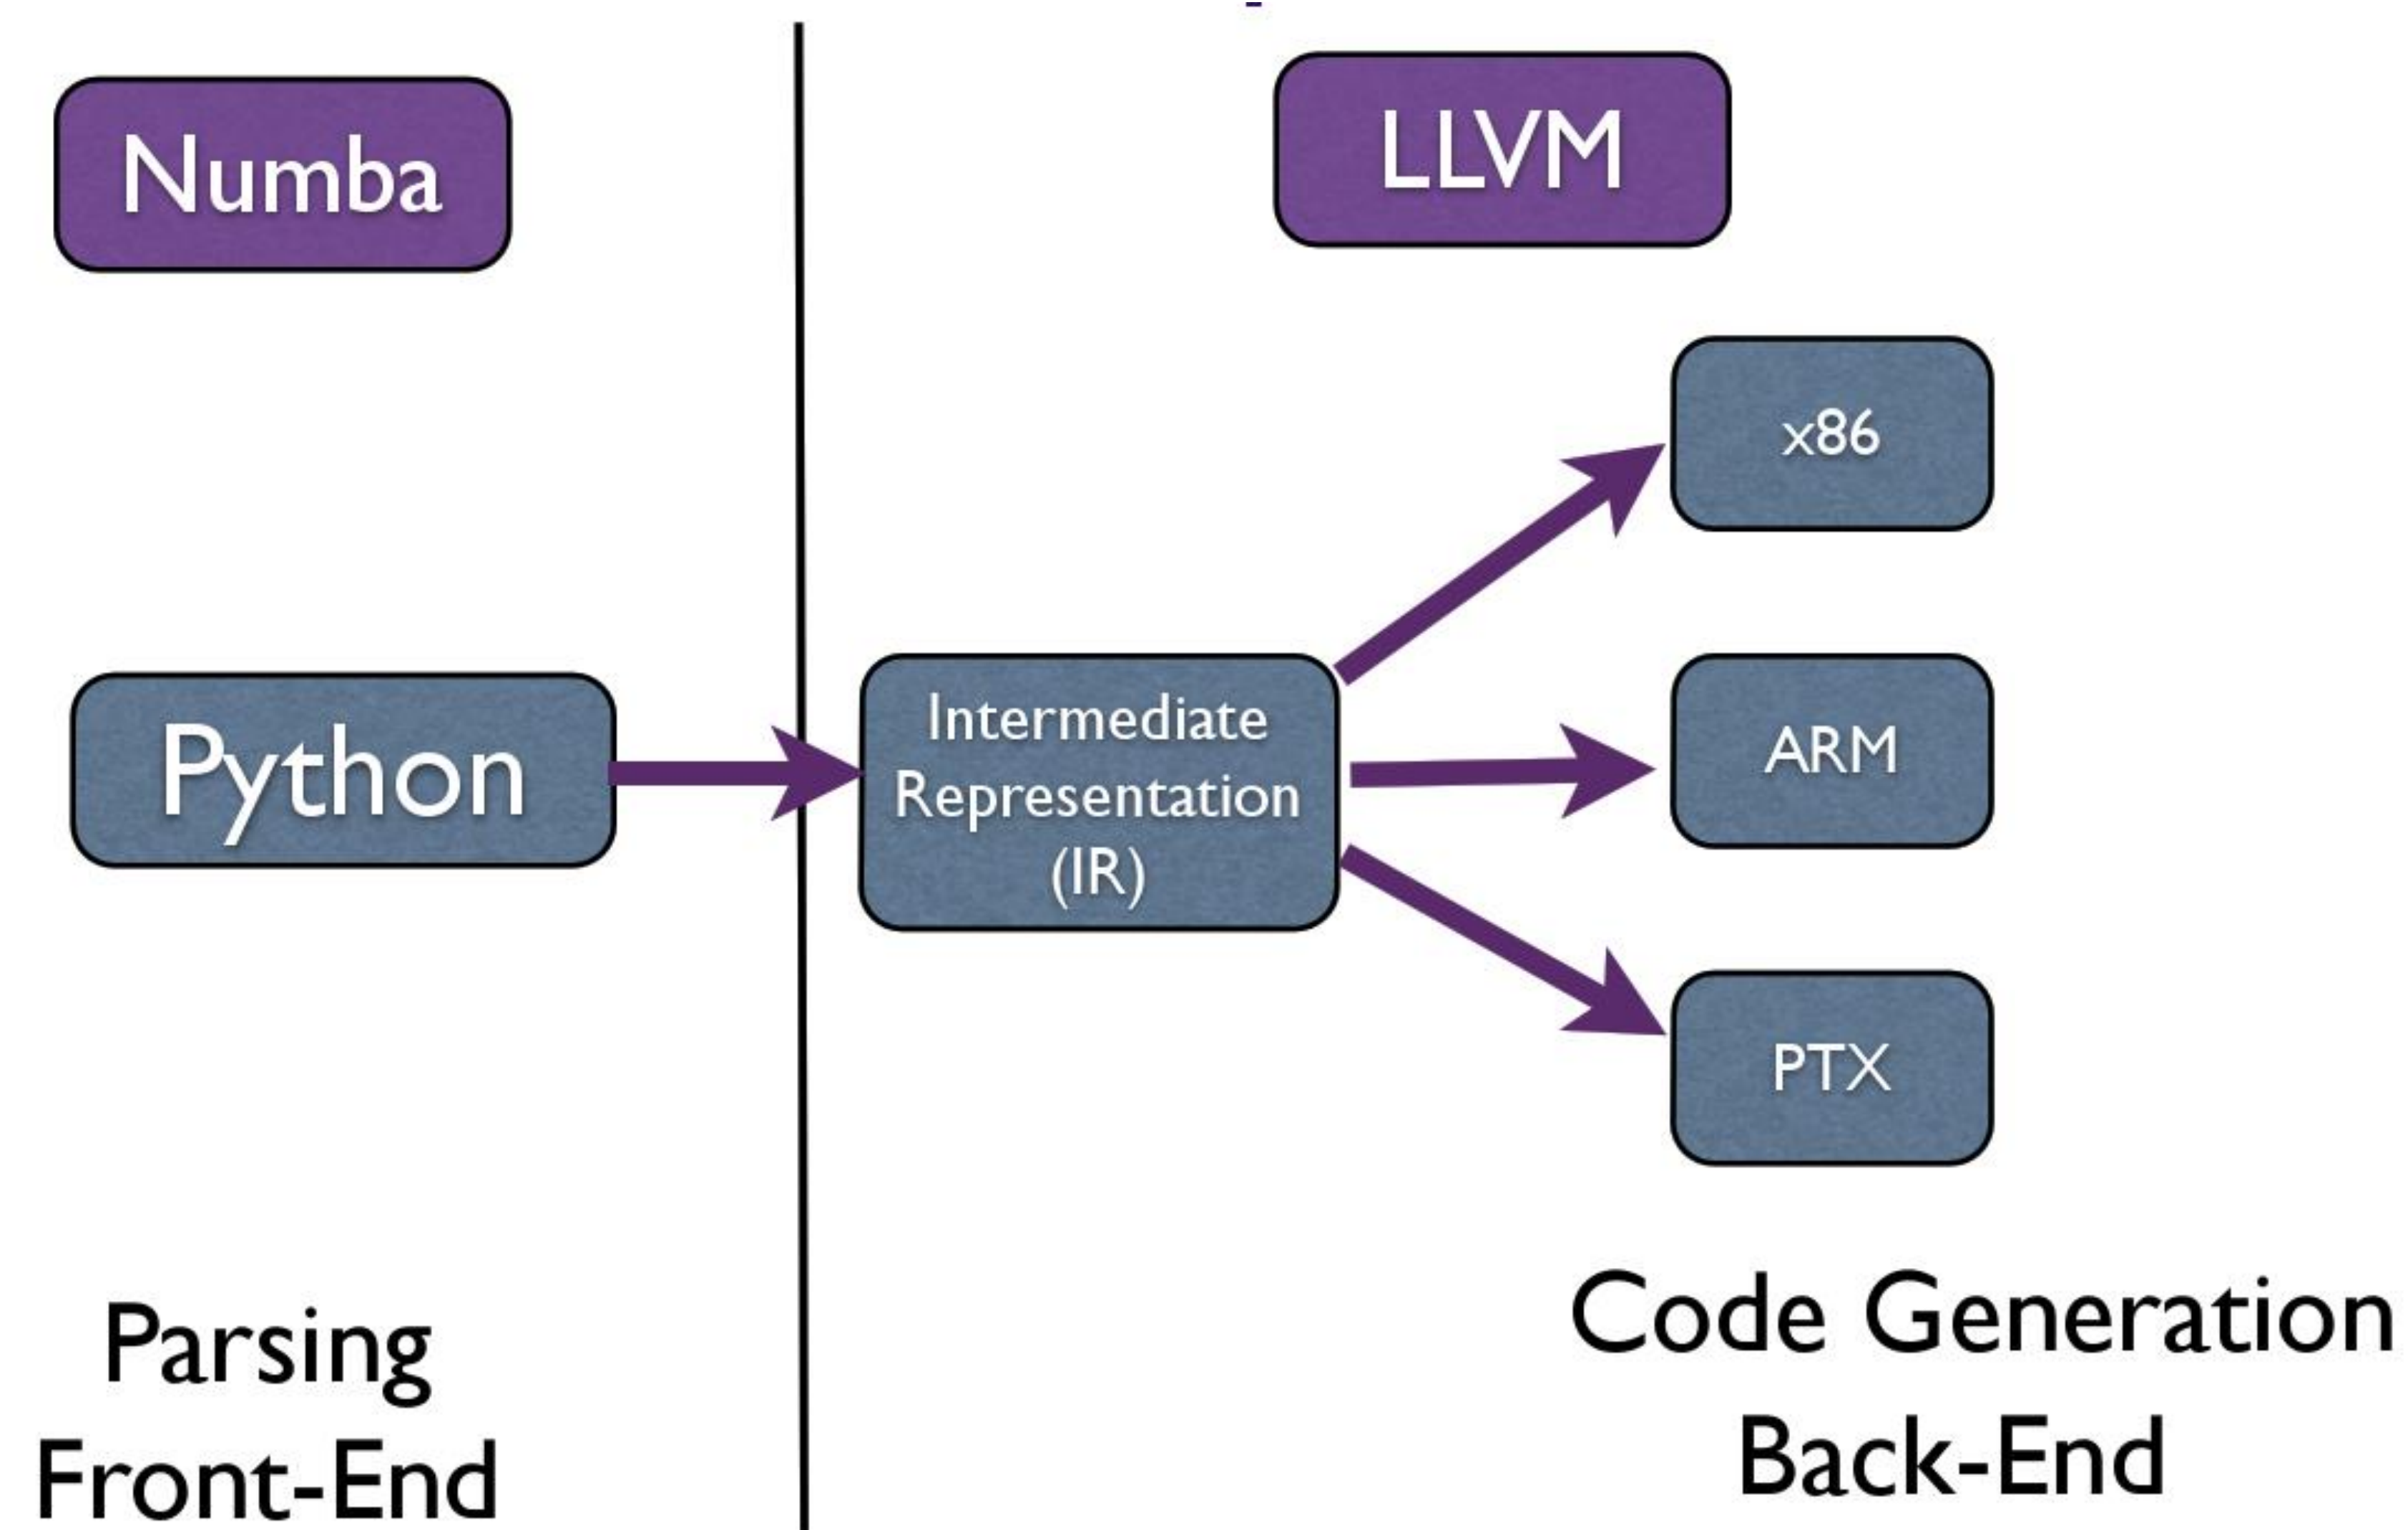 Numba
LLVM
x86
Python
Intermediate
Representation
(IR)
ARM
PTX
Parsing
Front-End
Code Generation
Back-End